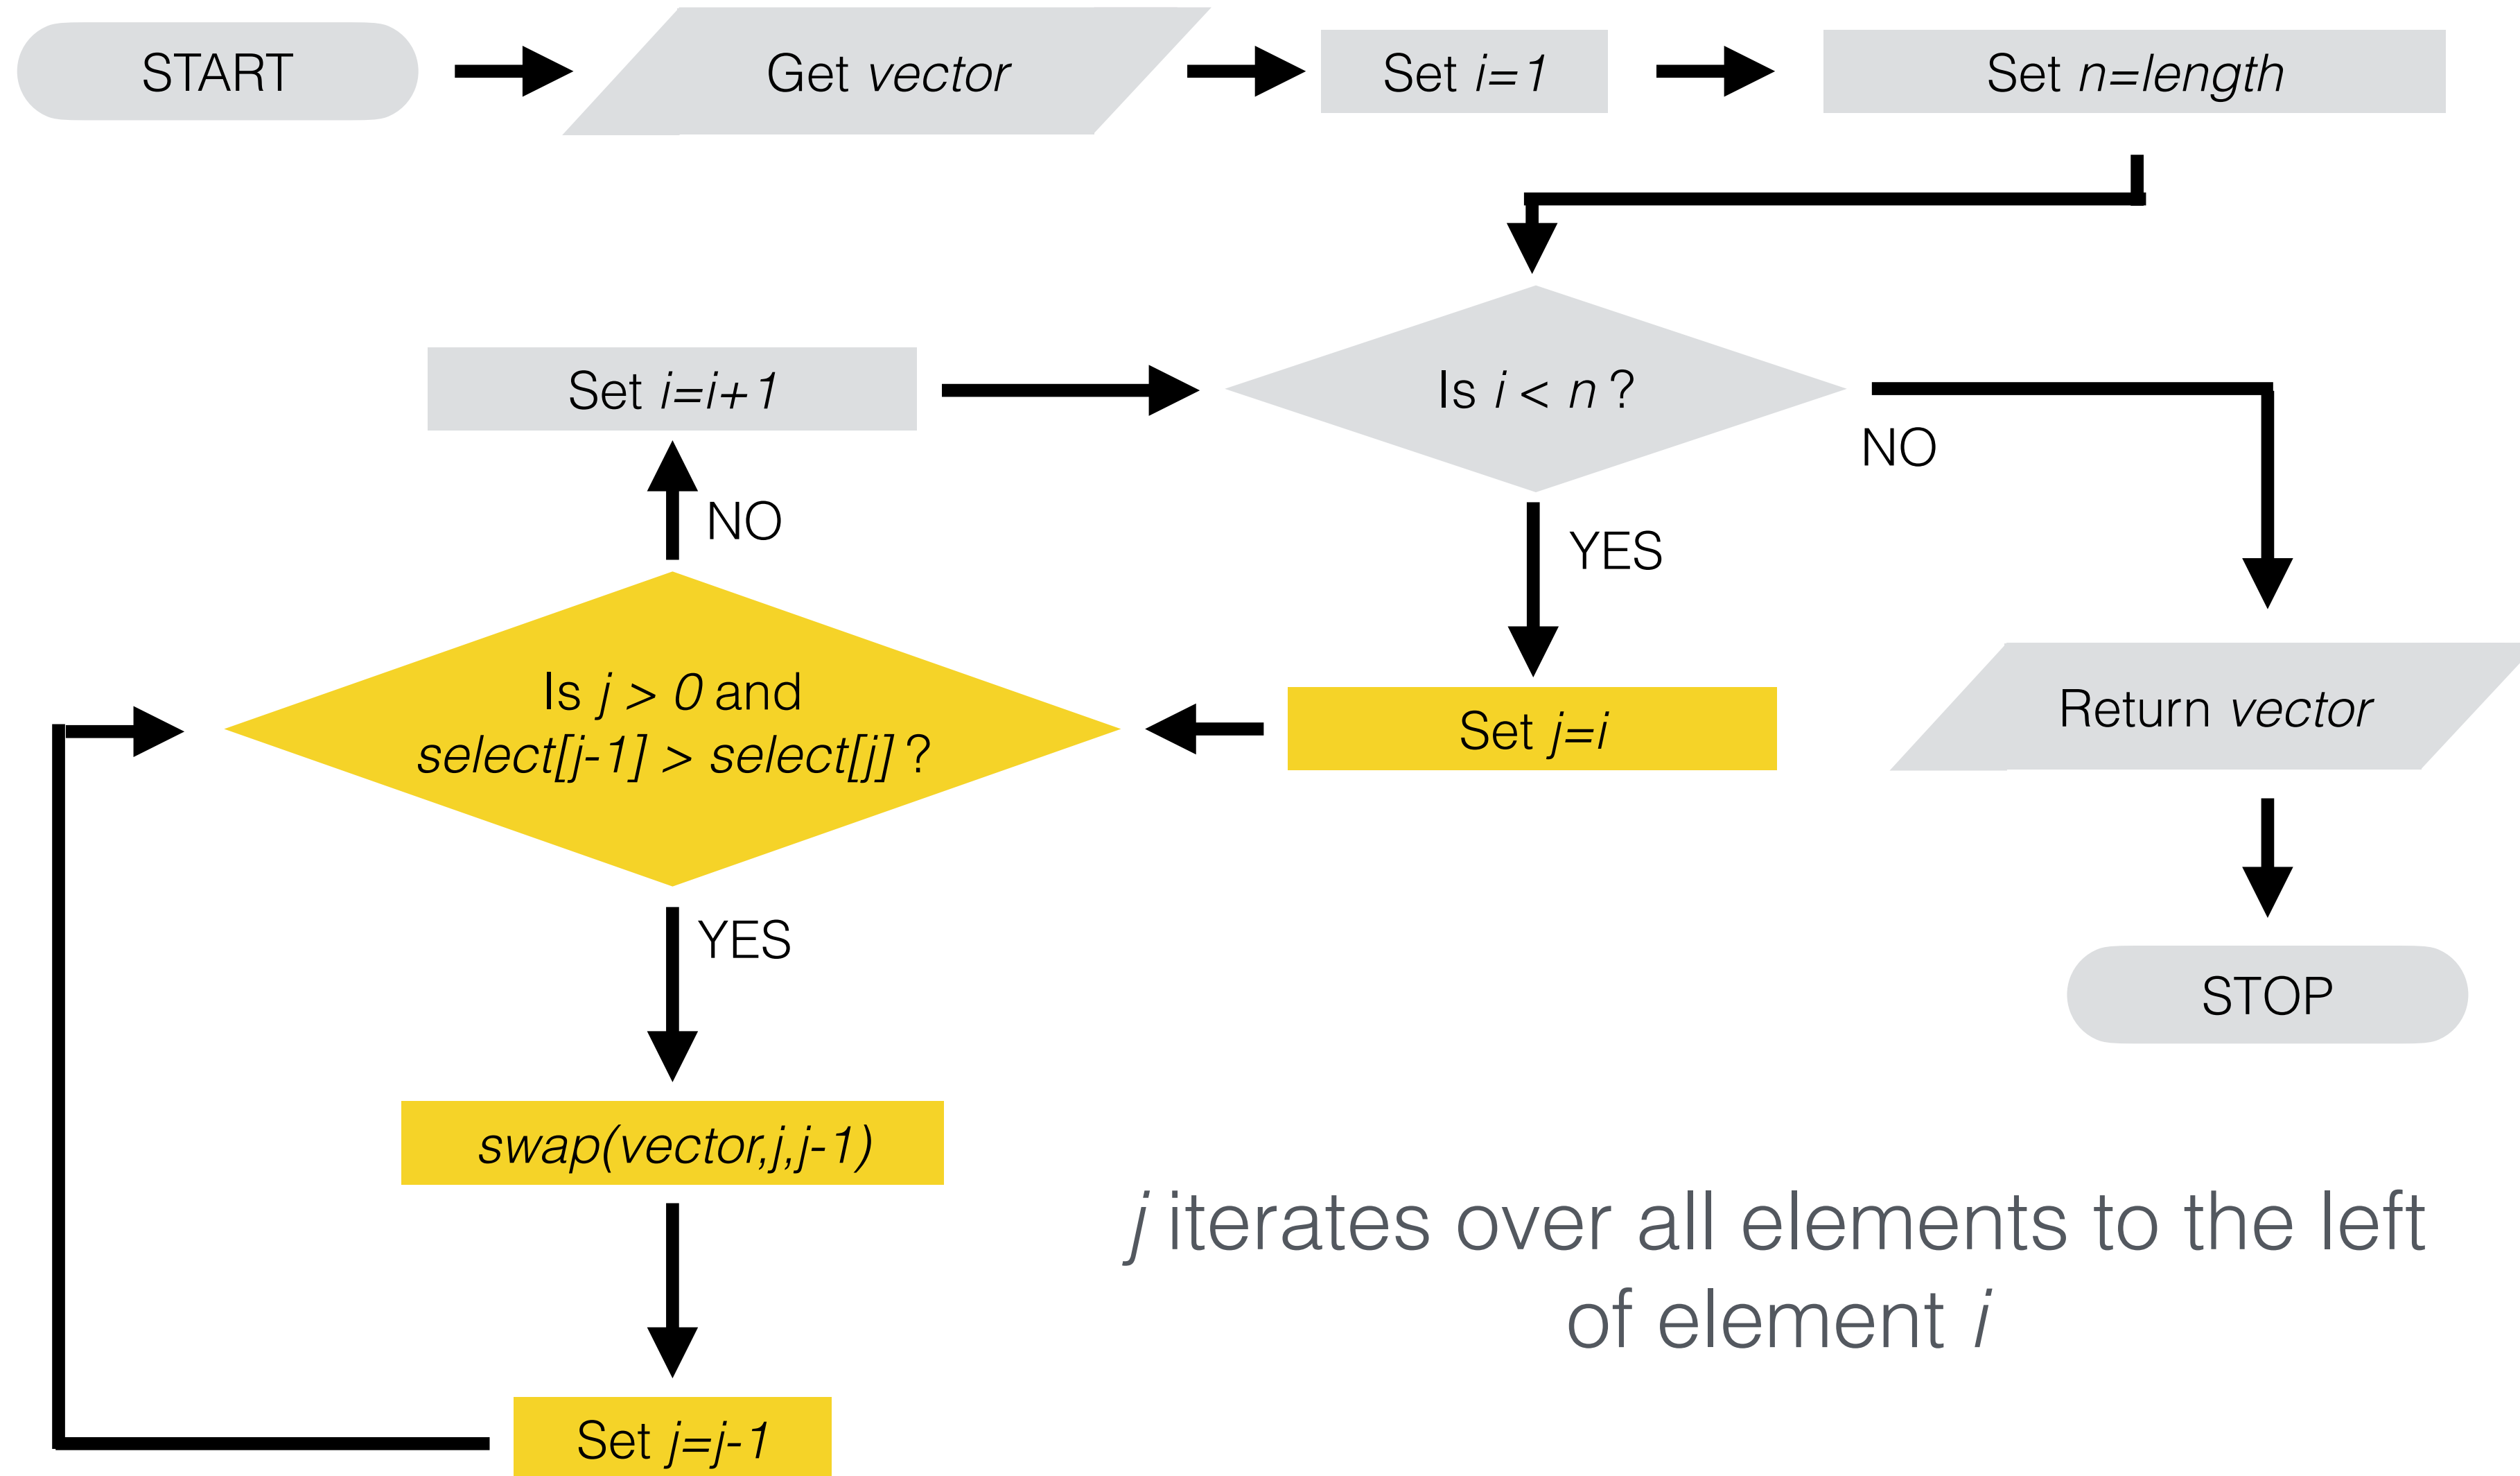 START
Get vector
Set i=1
Set n=length
Set i=i+1
Is i < n ?
NO
NO
YES
Is j > 0 and
select[j-1] > select[j] ?
Set j=i
Return vector
YES
STOP
swap(vector,j,j-1)
j iterates over all elements to the left
of element i
Set j=j-1